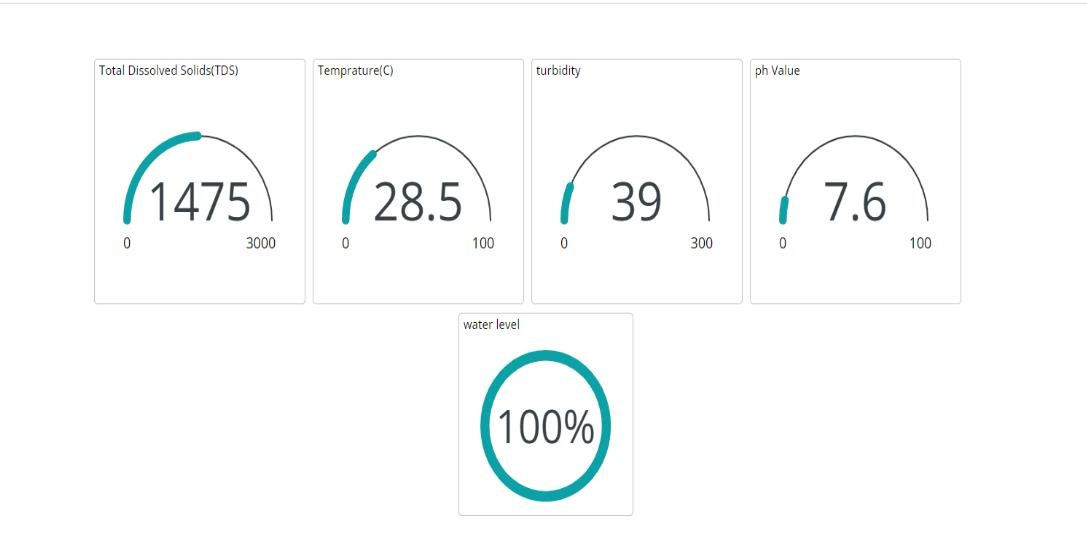 Total Dissolved Solids(TDS)
1475
0 3000
Temprature(C)
28.5
0 100
turbidity
39
0 300
ph Value
7.6
0 100
water level
100%